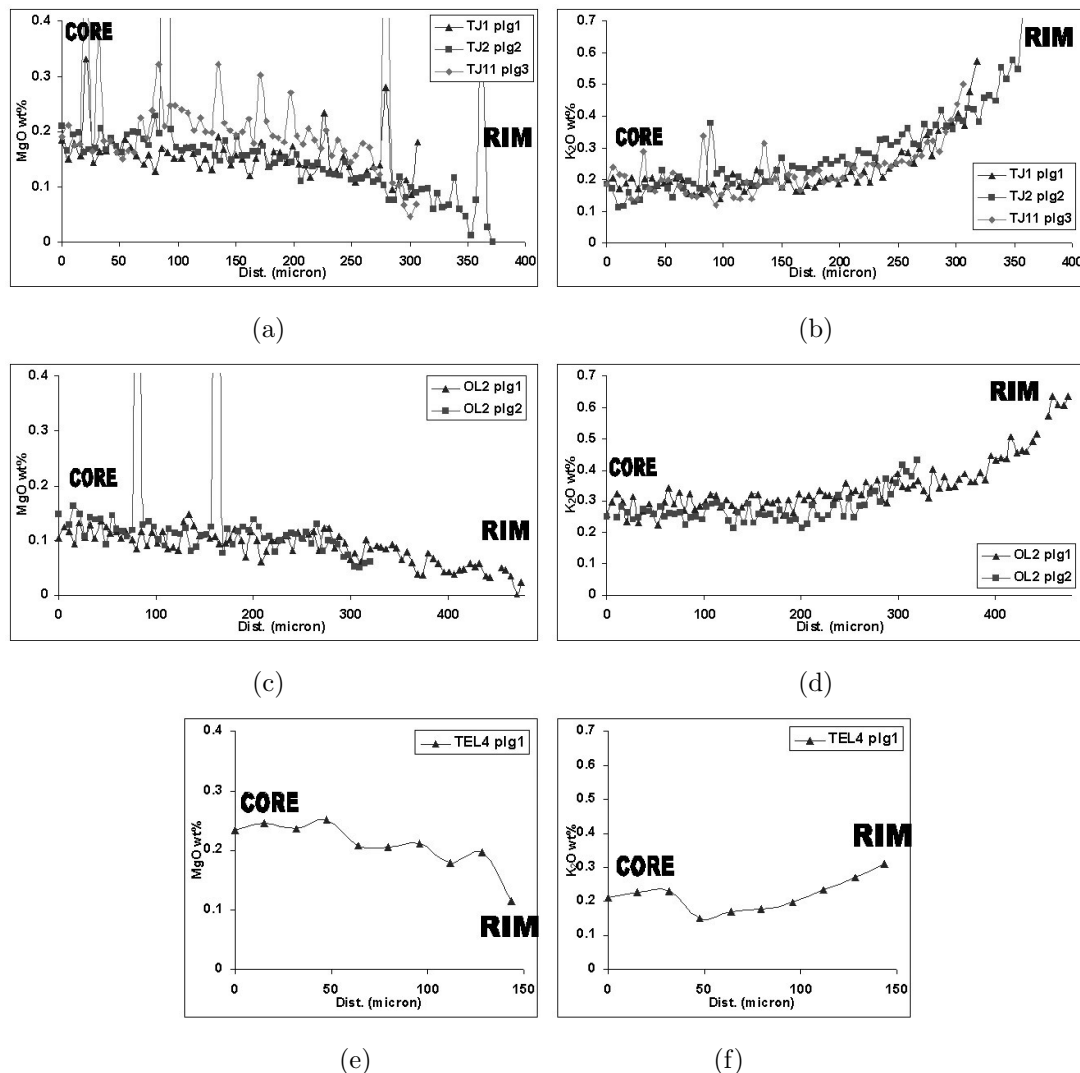 0.4
0.3
0.2
0.1
0
MgO wt%
CORE
RIM
TJ1 plg1
TJ2 plg2
TJ11 plg3
0 50 100 150 200 250 300 350 400
Dist. (micron)
(a)
0.7
0.6
0.5
0.4
0.3
0.2
0.1
0
K₂O wt%
CORE
RIM
TJ1 plg1
TJ2 plg2
TJ11 plg3
0 50 100 150 200 250 300 350 400
Dist. (micron)
(b)
0.4
0.3
0.2
0.1
0
MgO wt%
CORE
RIM
OL2 plg1
OL2 plg2
0 100 200 300 400
Dist. (micron)
(c)
0.7
0.6
0.5
0.4
0.3
0.2
0.1
0
K₂O wt%
CORE
RIM
OL2 plg1
OL2 plg2
0 100 200 300 400
Dist. (micron)
(d)
0.4
0.3
0.2
0.1
0
MgO wt%
TEL4 plg1
CORE
RIM
0 50 100 150
Dist. (micron)
(e)
0.7
0.6
0.5
0.4
0.3
0.2
0.1
0
K₂O wt%
TEL4 plg1
CORE
RIM
0 50 100 150
Dist. (micron)
(f)